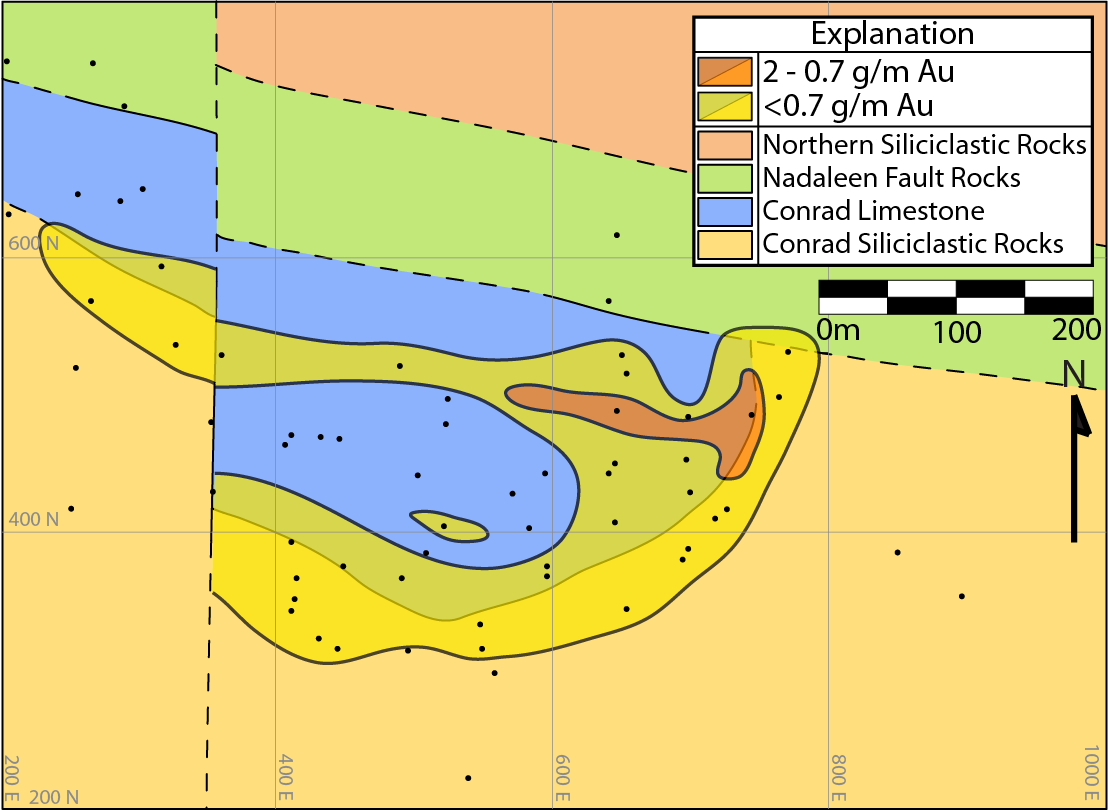 Explanation
2 - 0.7 g/m Au
<0.7 g/m Au
Northern Siliciclastic Rocks
Nadaleen Fault Rocks
Conrad Limestone
Conrad Siliciclastic Rocks
600 N
0m 100 200
N
400 N
200 E
200 N
400 E
600 E
800 E
1000 E